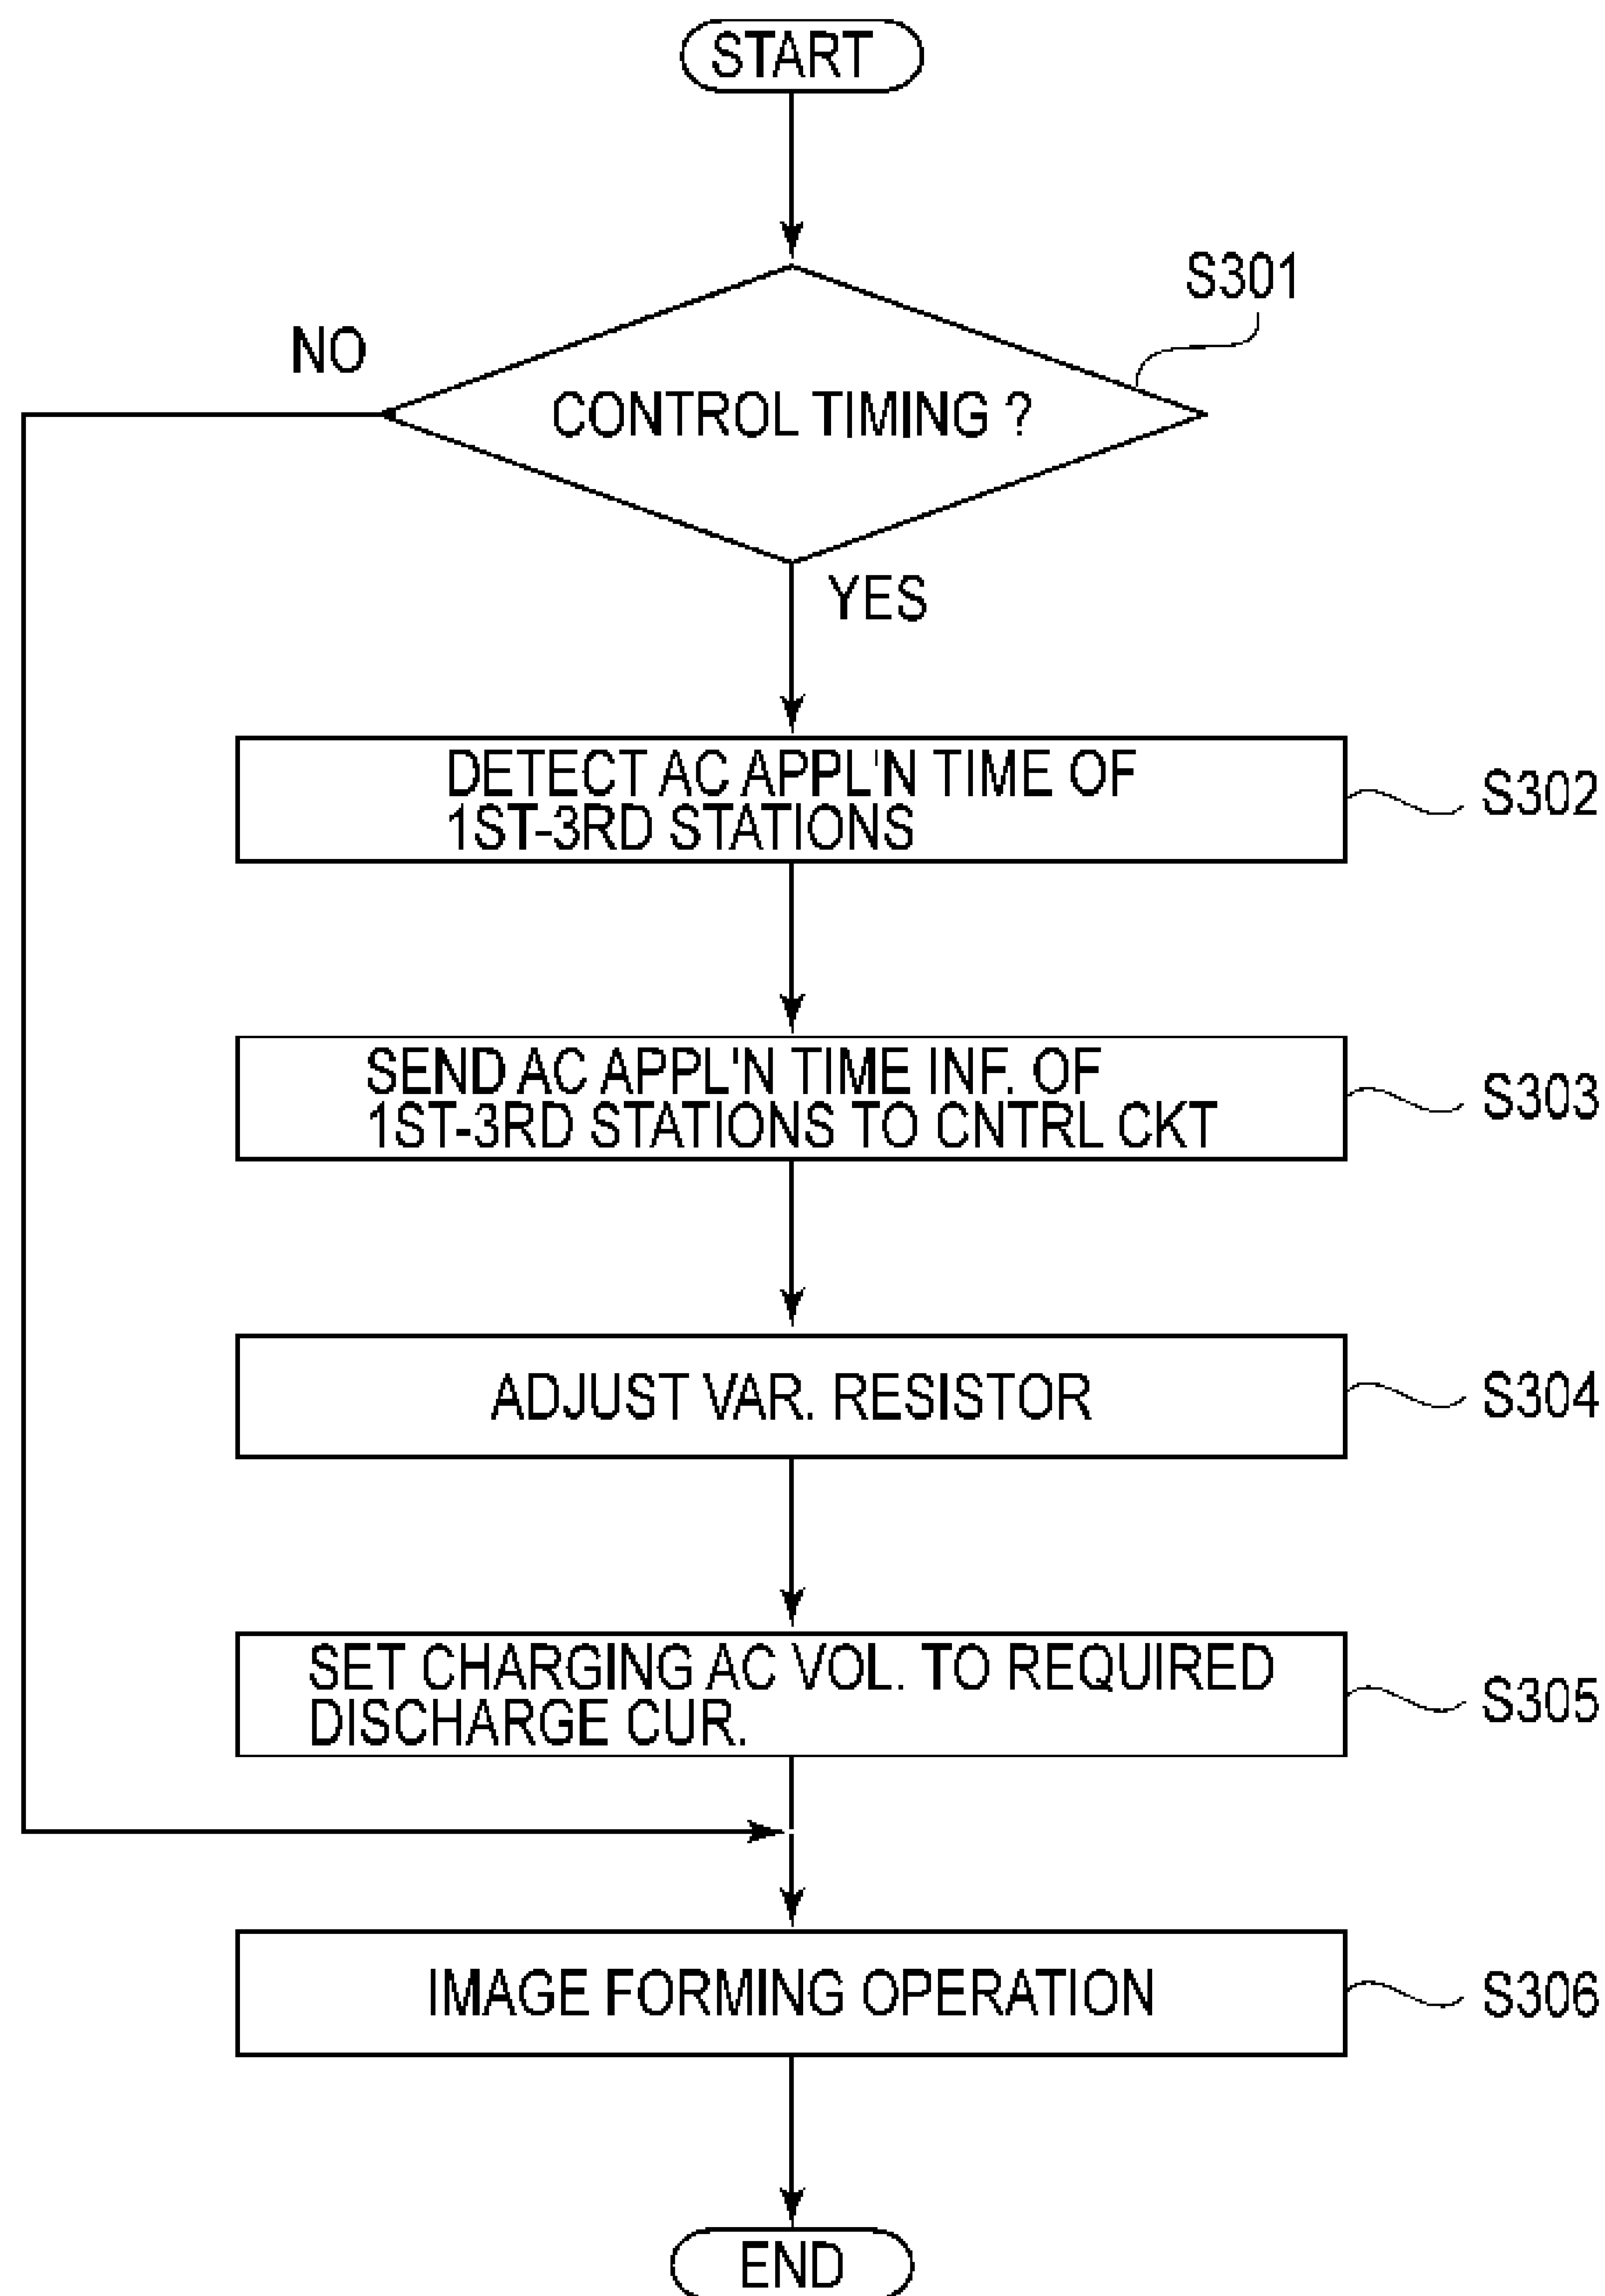 START
S301
NO
CONTROL TIMING ?
YES
DETECT AC APPL'N TIME OF
1ST-3RD STATIONS
S302
SEND AC APPL'N TIME INF. OF
1ST-3RD STATIONS TO CNTRL CKT
S303
ADJUST VAR. RESISTOR
S304
SET CHARGING AC VOL. TO REQUIRED
DISCHARGE CUR.
S305
IMAGE FORMING OPERATION
S306
END